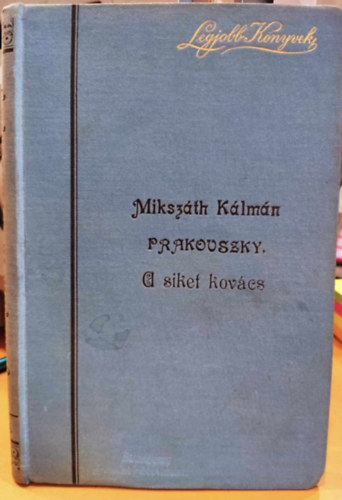 Legjobb Könyvek
Mikszáth Kálmán
PRAKOVSZKY.
A siket kovács